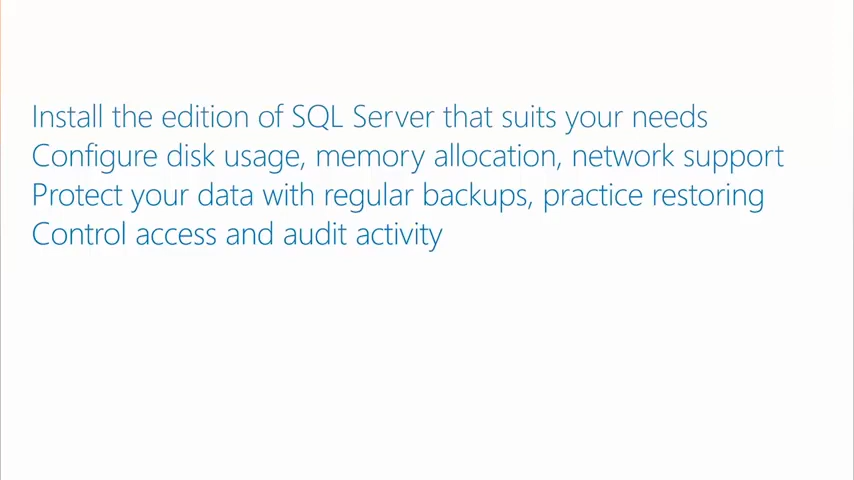 Install the edition of SQL Server that suits your needs
Configure disk usage, memory allocation, network support
Protect your data with regular backups, practice restoring
Control access and audit activity